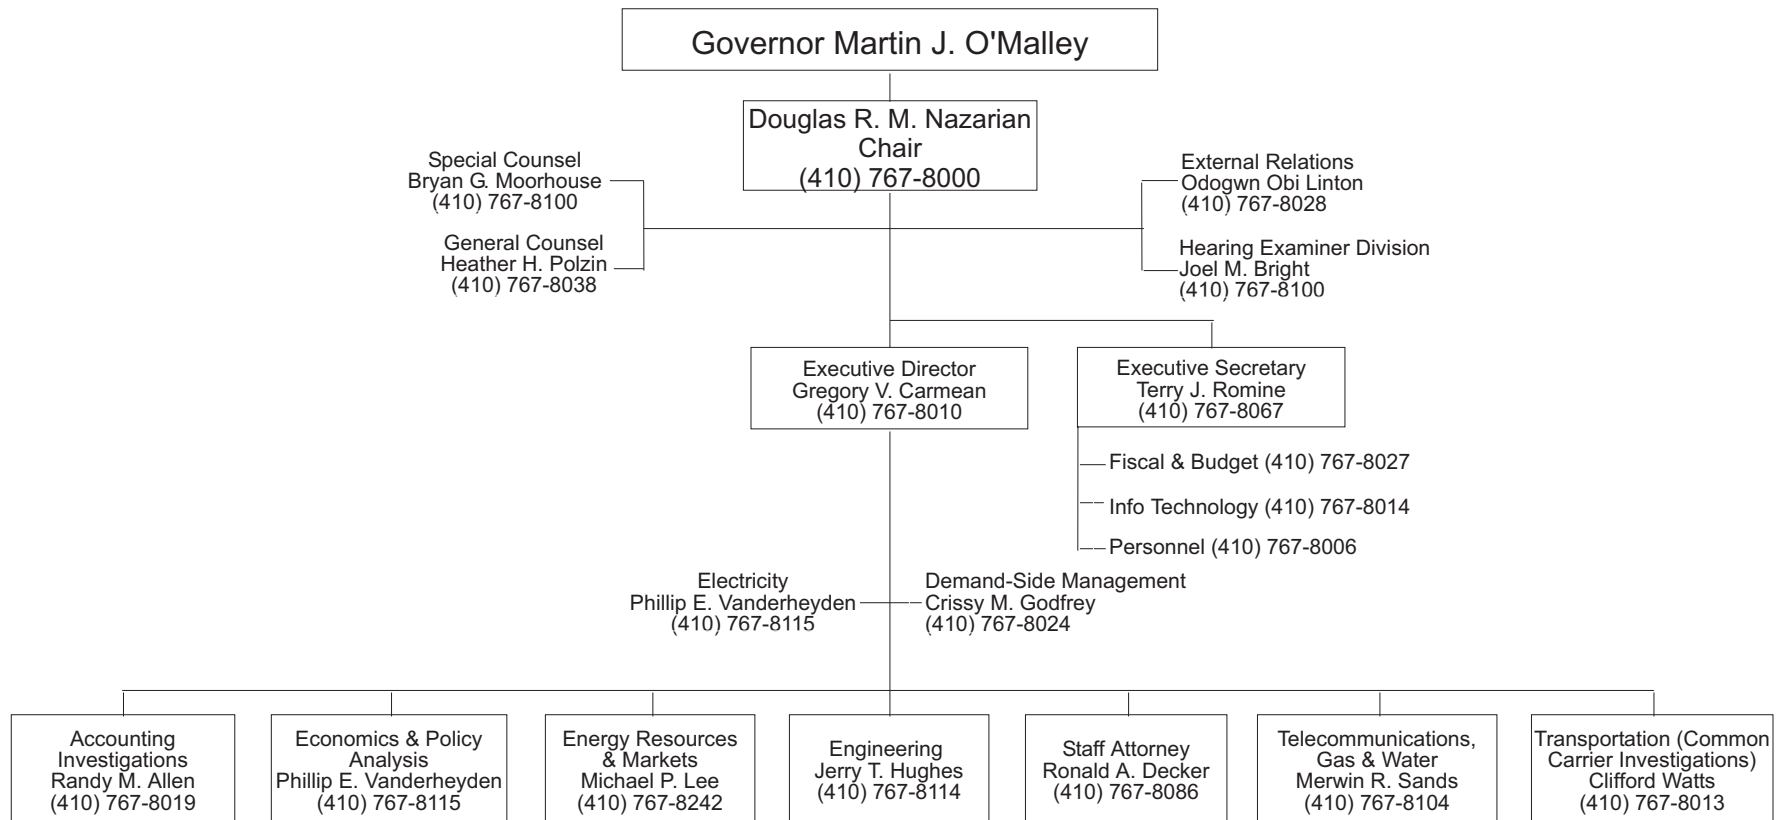 Governor Martin J. O'Malley
Douglas R. M. Nazarian
Chair
(410) 767-8000
Special Counsel
Bryan G. Moorhouse
(410) 767-8100
General Counsel
Heather H. Polzin
(410) 767-8038
External Relations
Odogwn Obi Linton
(410) 767-8028
Hearing Examiner Division
Joel M. Bright
(410) 767-8100
Executive Director
Gregory V. Carmean
(410) 767-8010
Executive Secretary
Terry J. Romine
(410) 767-8067
Fiscal & Budget (410) 767-8027
Info Technology (410) 767-8014
Personnel (410) 767-8006
Electricity
Phillip E. Vanderheyden
(410) 767-8115
Demand-Side Management
Crissy M. Godfrey
(410) 767-8024
Accounting
Investigations
Randy M. Allen
(410) 767-8019
Economics & Policy
Analysis
Phillip E. Vanderheyden
(410) 767-8115
Energy Resources
& Markets
Michael P. Lee
(410) 767-8242
Engineering
Jerry T. Hughes
(410) 767-8114
Staff Attorney
Ronald A. Decker
(410) 767-8086
Telecommunications,
Gas & Water
Merwin R. Sands
(410) 767-8104
Transportation (Common
Carrier Investigations)
Clifford Watts
(410) 767-8013